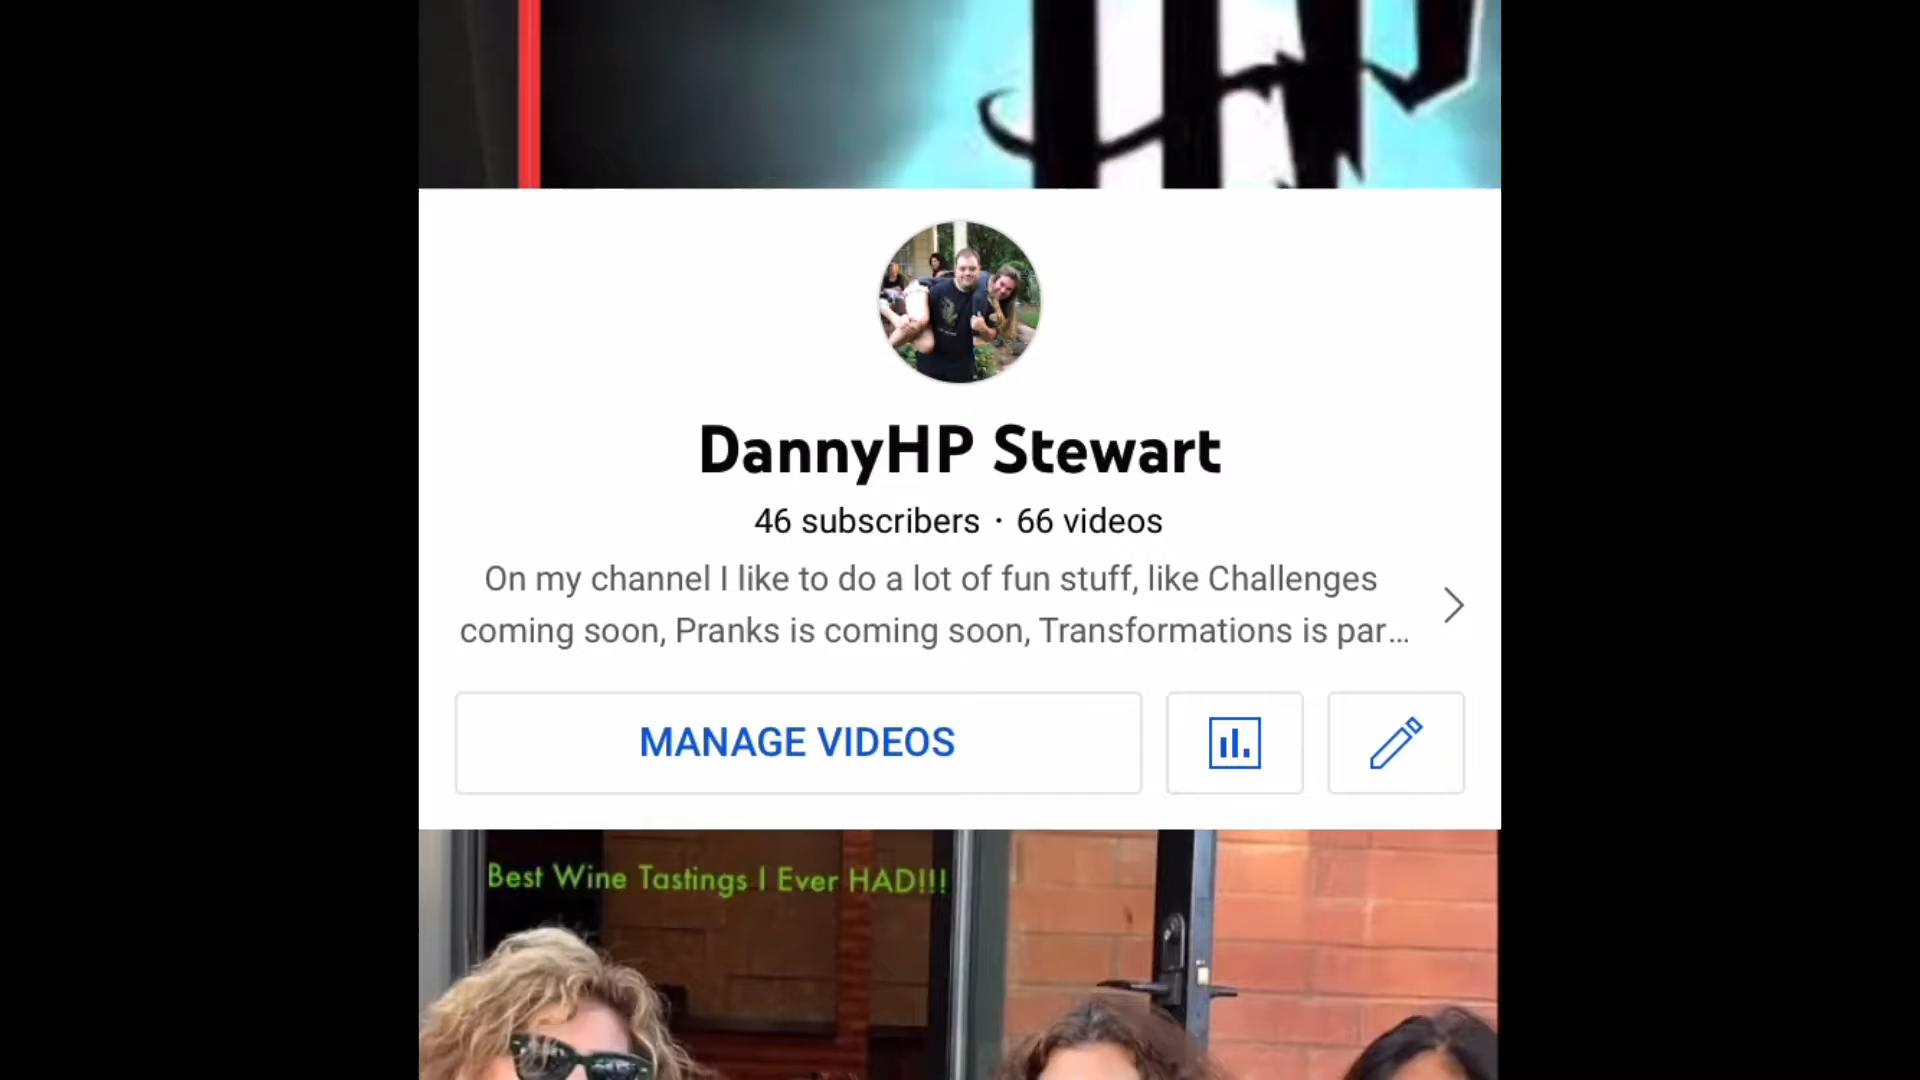 DannyHP Stewart
46 subscribers · 66 videos
On my channel I like to do a lot of fun stuff, like Challenges
coming soon, Pranks is coming soon, Transformations is par...
MANAGE VIDEOS
Best Wine Tastings I Ever HAD!!!